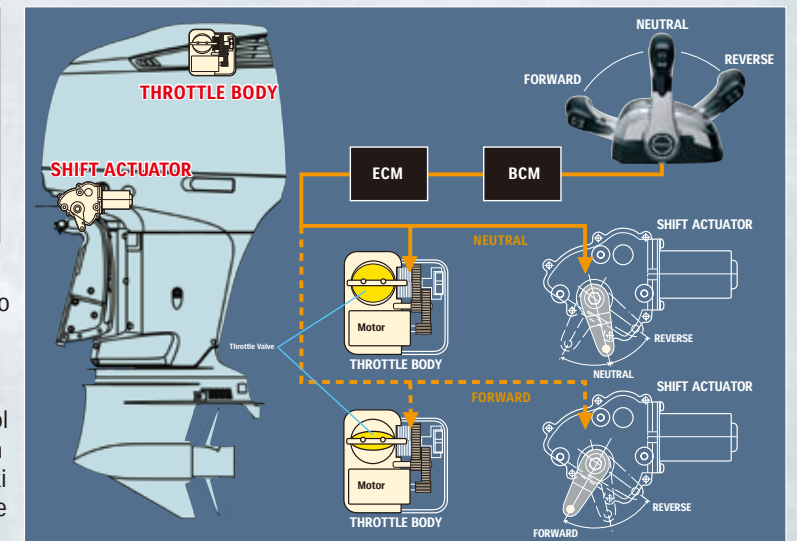 NEUTRAL
REVERSE
FORWARD
THROTTLE BODY
SHIFT ACTUATOR
ECM
BCM
SHIFT ACTUATOR
NEUTRAL
Motor
REVERSE
Throttle Valve
THROTTLE BODY
NEUTRAL
SHIFT ACTUATOR
FORWARD
Motor
REVERSE
THROTTLE BODY
FORWARD